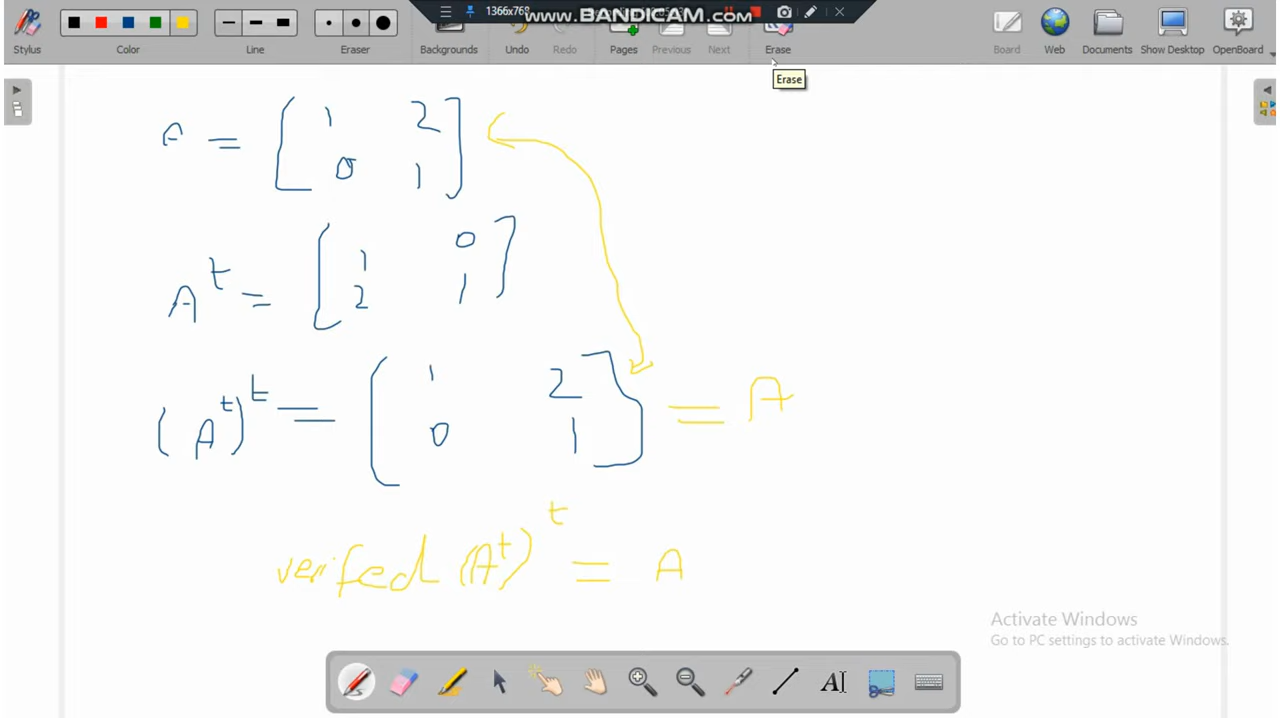 1366x768
www.BANDICAM.com
Stylus Color Line Eraser Backgrounds Undo Redo Pages Previous Next Erase Board Web Documents Show Desktop OpenBoard
Erase
A = [ 1 2
0 1 ]
A^t = [ 1 0
2 1 ]
(A^t)^t = [ 1 2
0 1 ] = A
verifed (A^t)^t = A
Activate Windows
Go to PC settings to activate Windows.